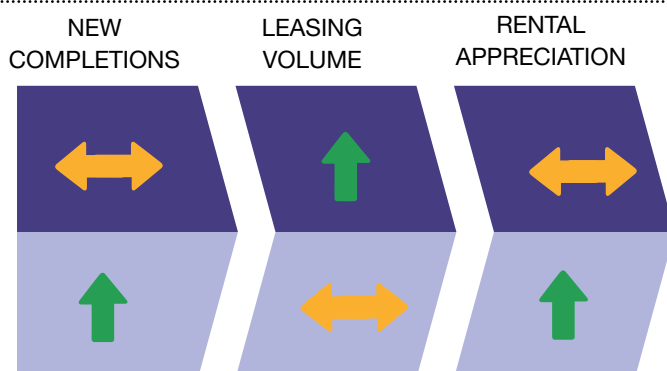 NEW
COMPLETIONS
LEASING
VOLUME
RENTAL
APPRECIATION